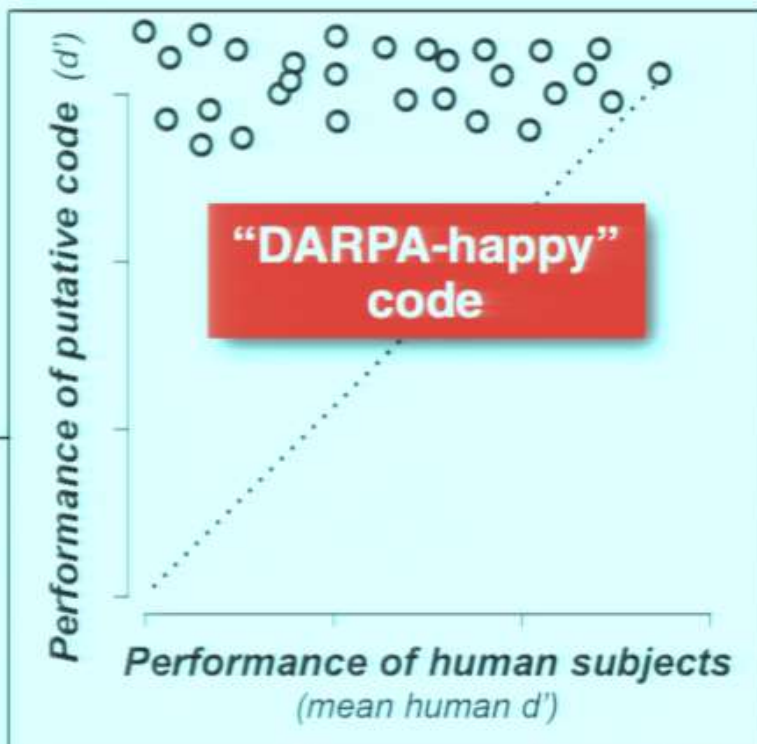 Performance of putative code (d')
“DARPA-happy”
code
Performance of human subjects
(mean human d')